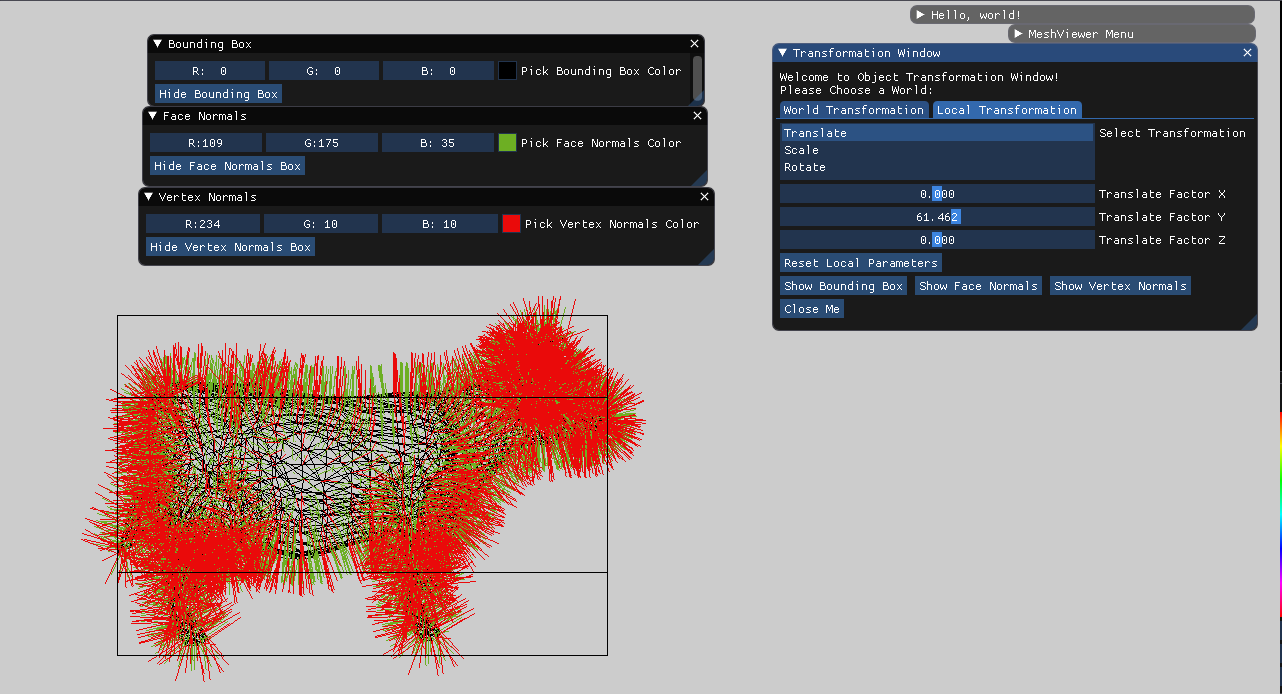 Hello, world!
MeshViewer Menu
Bounding Box
R:  0 G:  0 B:  0 Pick Bounding Box Color
Hide Bounding Box
Face Normals
R:109 G:175 B: 35 Pick Face Normals Color
Hide Face Normals Box
Vertex Normals
R:234 G: 10 B: 10 Pick Vertex Normals Color
Hide Vertex Normals Box
Transformation Window
Welcome to Object Transformation Window!
Please Choose a World:
World Transformation Local Transformation
Translate Select Transformation
Scale
Rotate
0.000 Translate Factor X
61.462 Translate Factor Y
0.000 Translate Factor Z
Reset Local Parameters
Show Bounding Box Show Face Normals Show Vertex Normals
Close Me